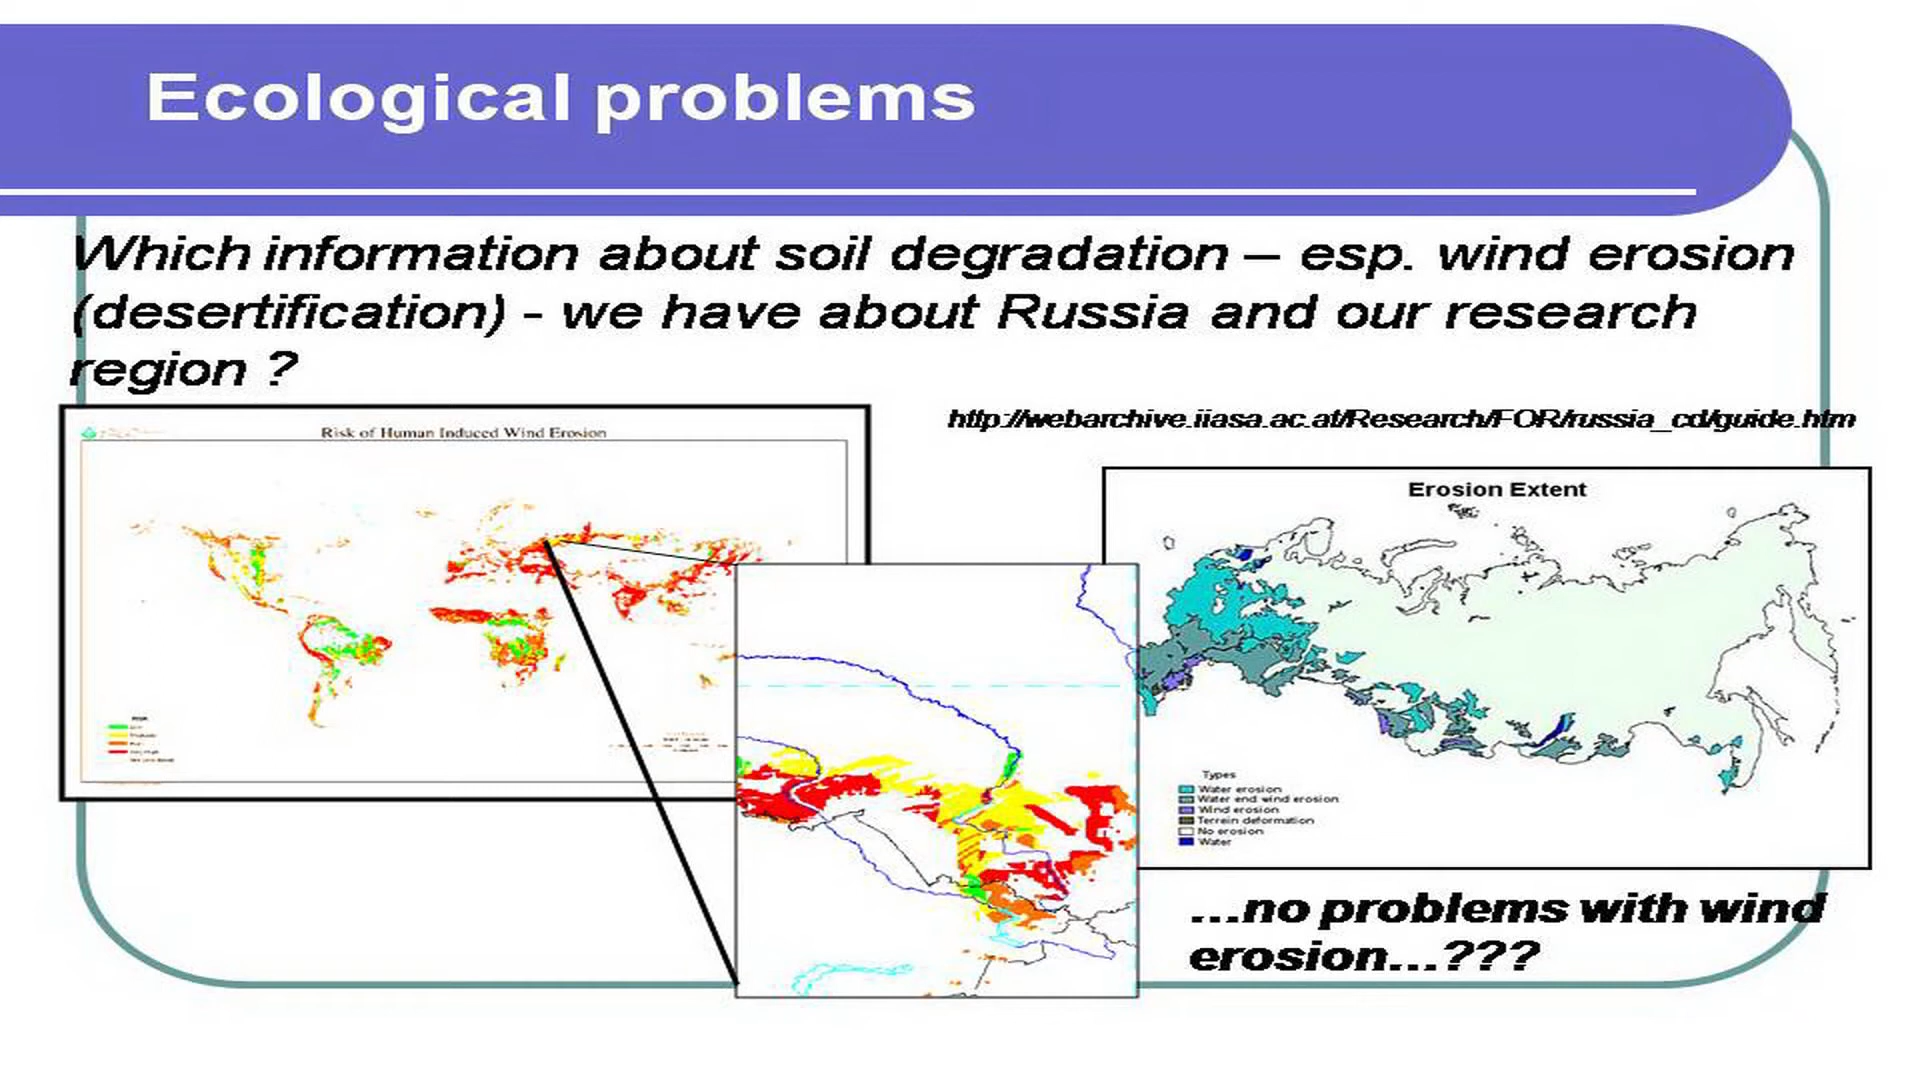 Ecological problems
Which information about soil degradation – esp. wind erosion
(desertification) - we have about Russia and our research
region ?
http://webarchive.iiasa.ac.at/Research/FOR/russia_cd/guide.htm
Risk of Human Induced Wind Erosion
Erosion Extent
Types
Water erosion
Water end wind erosion
Wind erosion
Terrein deformation
No erosion
Water
...no problems with wind
erosion...???